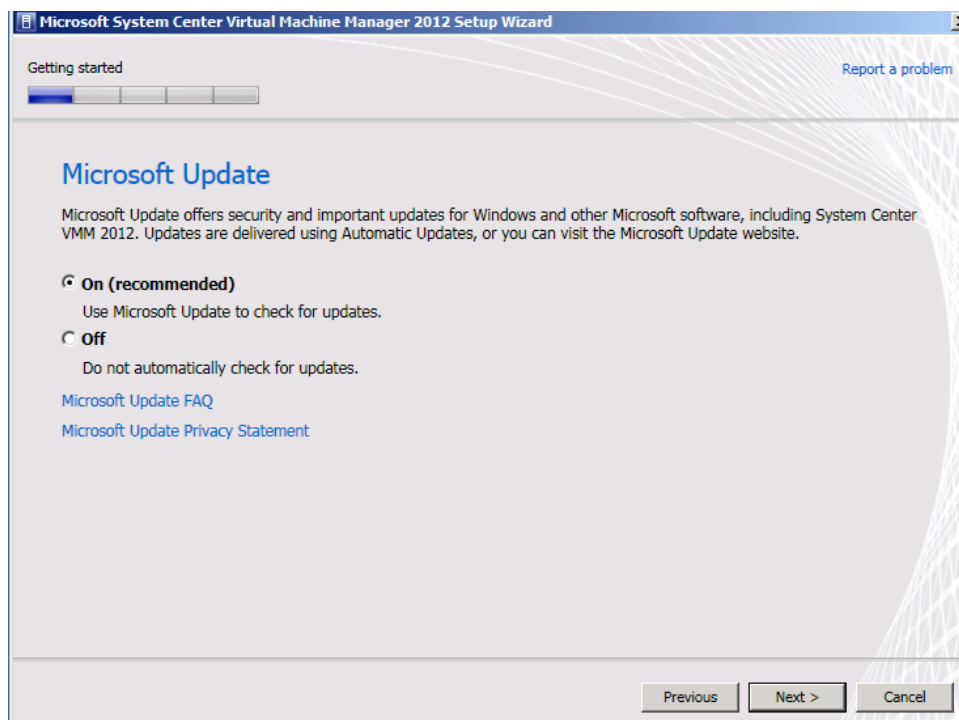 Microsoft System Center Virtual Machine Manager 2012 Setup Wizard
Getting started
Report a problem
Microsoft Update
Microsoft Update offers security and important updates for Windows and other Microsoft software, including System Center
VMM 2012. Updates are delivered using Automatic Updates, or you can visit the Microsoft Update website.
On (recommended)
Use Microsoft Update to check for updates.
Off
Do not automatically check for updates.
Microsoft Update FAQ
Microsoft Update Privacy Statement
Previous
Next >
Cancel